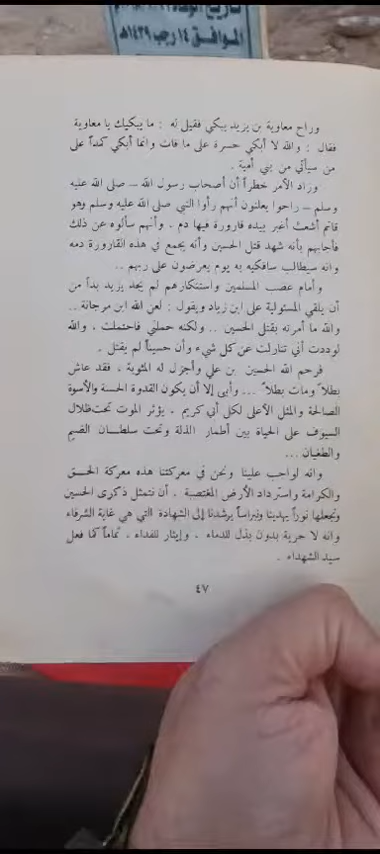 الموافق ١٤ رجب ١٤٣٩هـ
وراح معاوية بن يزيد يبكي فقيل له : ما يبكيك يا معاوية
فقال : والله لا أبكي حسرة على ما فات وانما أبكي كمداً على
من سيأتي من بني أمية .
وزاد الأمر خطراً أن أصحاب رسول الله – صلى الله عليه
وسلم – راحوا يعلنون أنهم رأوا النبي صلى الله عليه وسلم وهو
قائم أشعث أغبر بيده قارورة فيها دم . وأنهم سألوه عن ذلك
فأجابهم بأنه شهد قتل الحسين وأنه يجمع في هذه القارورة دمه
وانه سيطالب سافكيه به يوم يعرضون على ربهم ..
وأمام غضب المسلمين واستنكارهم لم يجد يزيد بداً من
أن يلقي المسئولية على ابن زياد ويقول : لعن الله ابن مرجانة ..
والله ما أمرته بقتل الحسين .. ولكنه حملني فاحتملت . والله
لوددت أني تنازلت عن كل شيء وأن حسيناً لم يقتل .
فرحم الله الحسين بن علي وأجزل له المثوبة ، فقد عاش
بطلاً ومات بطلاً ... وأبى إلا أن يكون القدوة الحسنة والأسوة
الصالحة والمثل الأعلى لكل أبي كريم . يؤثر الموت تحت ظلال
السيوف على الحياة بين أطمار الذلة وتحت سلطان الضيم
والطغيان ...
وانه لواجب علينا ونحن في معركتنا هذه معركة الحق
والكرامة واسترداد الأرض المغتصبة . أن نتمثل ذكرى الحسين
ونجعلها نوراً يهدينا ونبراساً يرشدنا إلى الشهادة التي هي غاية الشرفاء
وانه لا حرية بدون بذل للدماء . وإيثار للفداء . تماماً كما فعل
سيد الشهداء .
٤٧